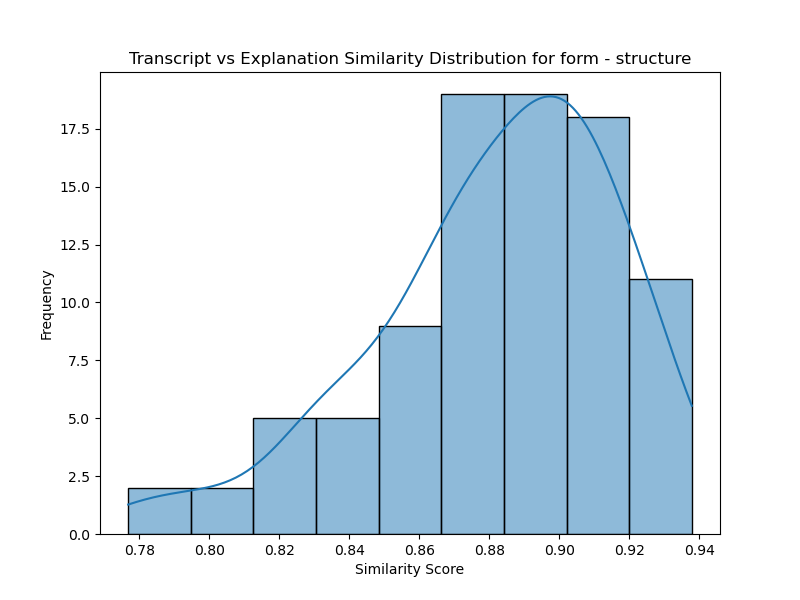 Transcript vs Explanation Similarity Distribution for form - structure
17.5
15.0
12.5
10.0
7.5
5.0
2.5
0.0
Frequency
0.78 0.80 0.82 0.84 0.86 0.88 0.90 0.92 0.94
Similarity Score